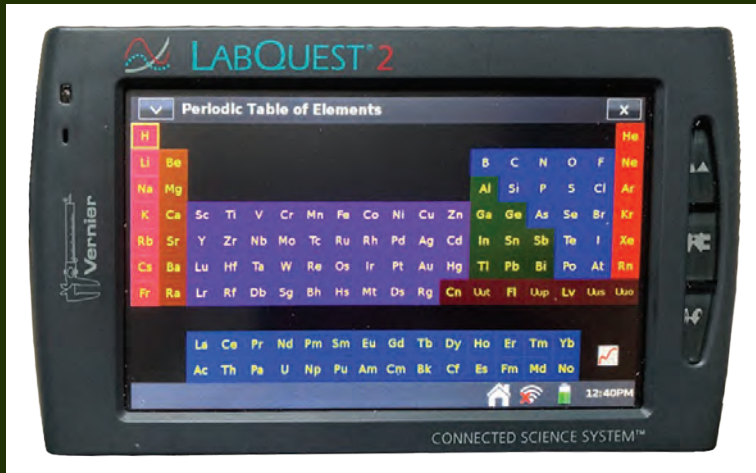 LABQUEST® 2
Periodic Table of Elements X
H He
Li Be B C N O F Ne
Na Mg Al Si P S Cl Ar
K Ca Sc Ti V Cr Mn Fe Co Ni Cu Zn Ga Ge As Se Br Kr
Rb Sr Y Zr Nb Mo Tc Ru Rh Pd Ag Cd In Sn Sb Te I Xe
Cs Ba Lu Hf Ta W Re Os Ir Pt Au Hg Tl Pb Bi Po At Rn
Fr Ra Lr Rf Db Sg Bh Hs Mt Ds Rg Cn Uut Fl Uup Lv Uus Uuo
La Ce Pr Nd Pm Sm Eu Gd Tb Dy Ho Er Tm Yb
Ac Th Pa U Np Pu Am Cm Bk Cf Es Fm Md No
12:40PM
Vernier
CONNECTED SCIENCE SYSTEM™